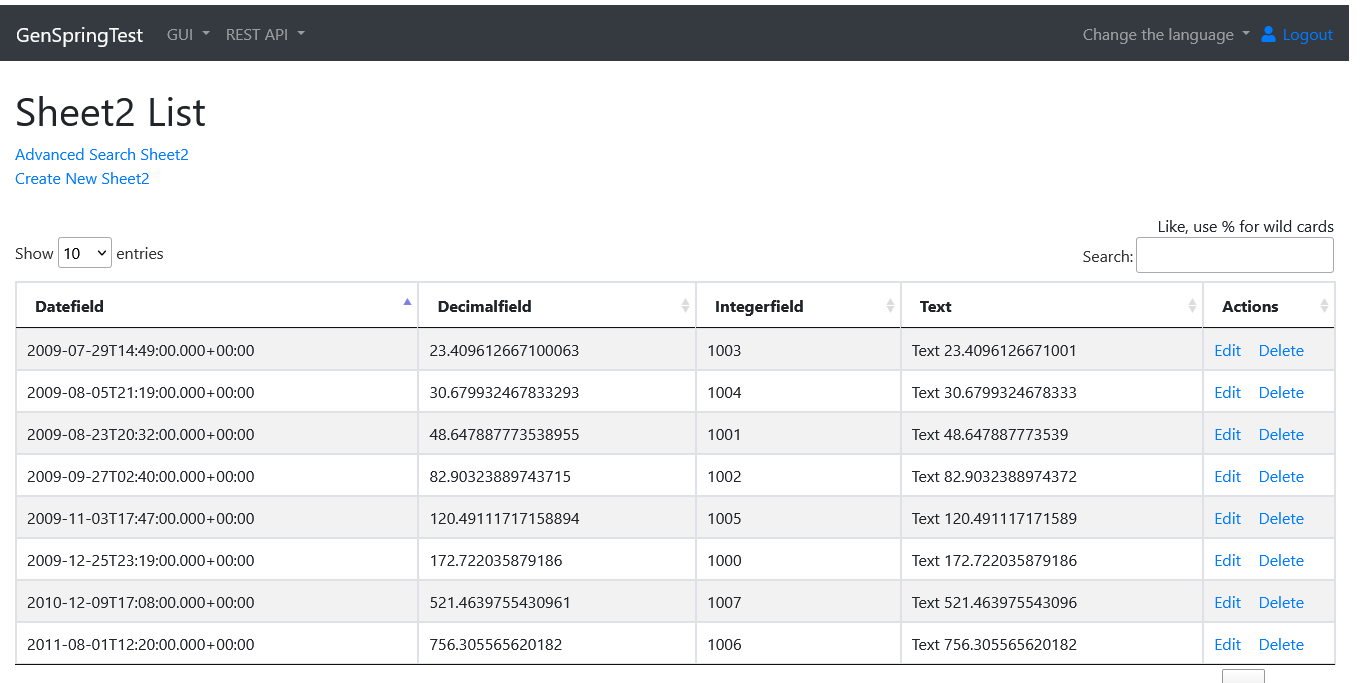 GenSpringTest GUI REST API Change the language Logout
Sheet2 List
Advanced Search Sheet2
Create New Sheet2
Like, use % for wild cards
Show 10 entries Search:
Datefield Decimalfield Integerfield Text Actions
2009-07-29T14:49:00.000+00:00 23.409612667100063 1003 Text 23.4096126671001 Edit Delete
2009-08-05T21:19:00.000+00:00 30.679932467833293 1004 Text 30.6799324678333 Edit Delete
2009-08-23T20:32:00.000+00:00 48.647887773538955 1001 Text 48.647887773539 Edit Delete
2009-09-27T02:40:00.000+00:00 82.90323889743715 1002 Text 82.9032388974372 Edit Delete
2009-11-03T17:47:00.000+00:00 120.49111717158894 1005 Text 120.491117171589 Edit Delete
2009-12-25T23:19:00.000+00:00 172.722035879186 1000 Text 172.722035879186 Edit Delete
2010-12-09T17:08:00.000+00:00 521.4639755430961 1007 Text 521.463975543096 Edit Delete
2011-08-01T12:20:00.000+00:00 756.305565620182 1006 Text 756.305565620182 Edit Delete